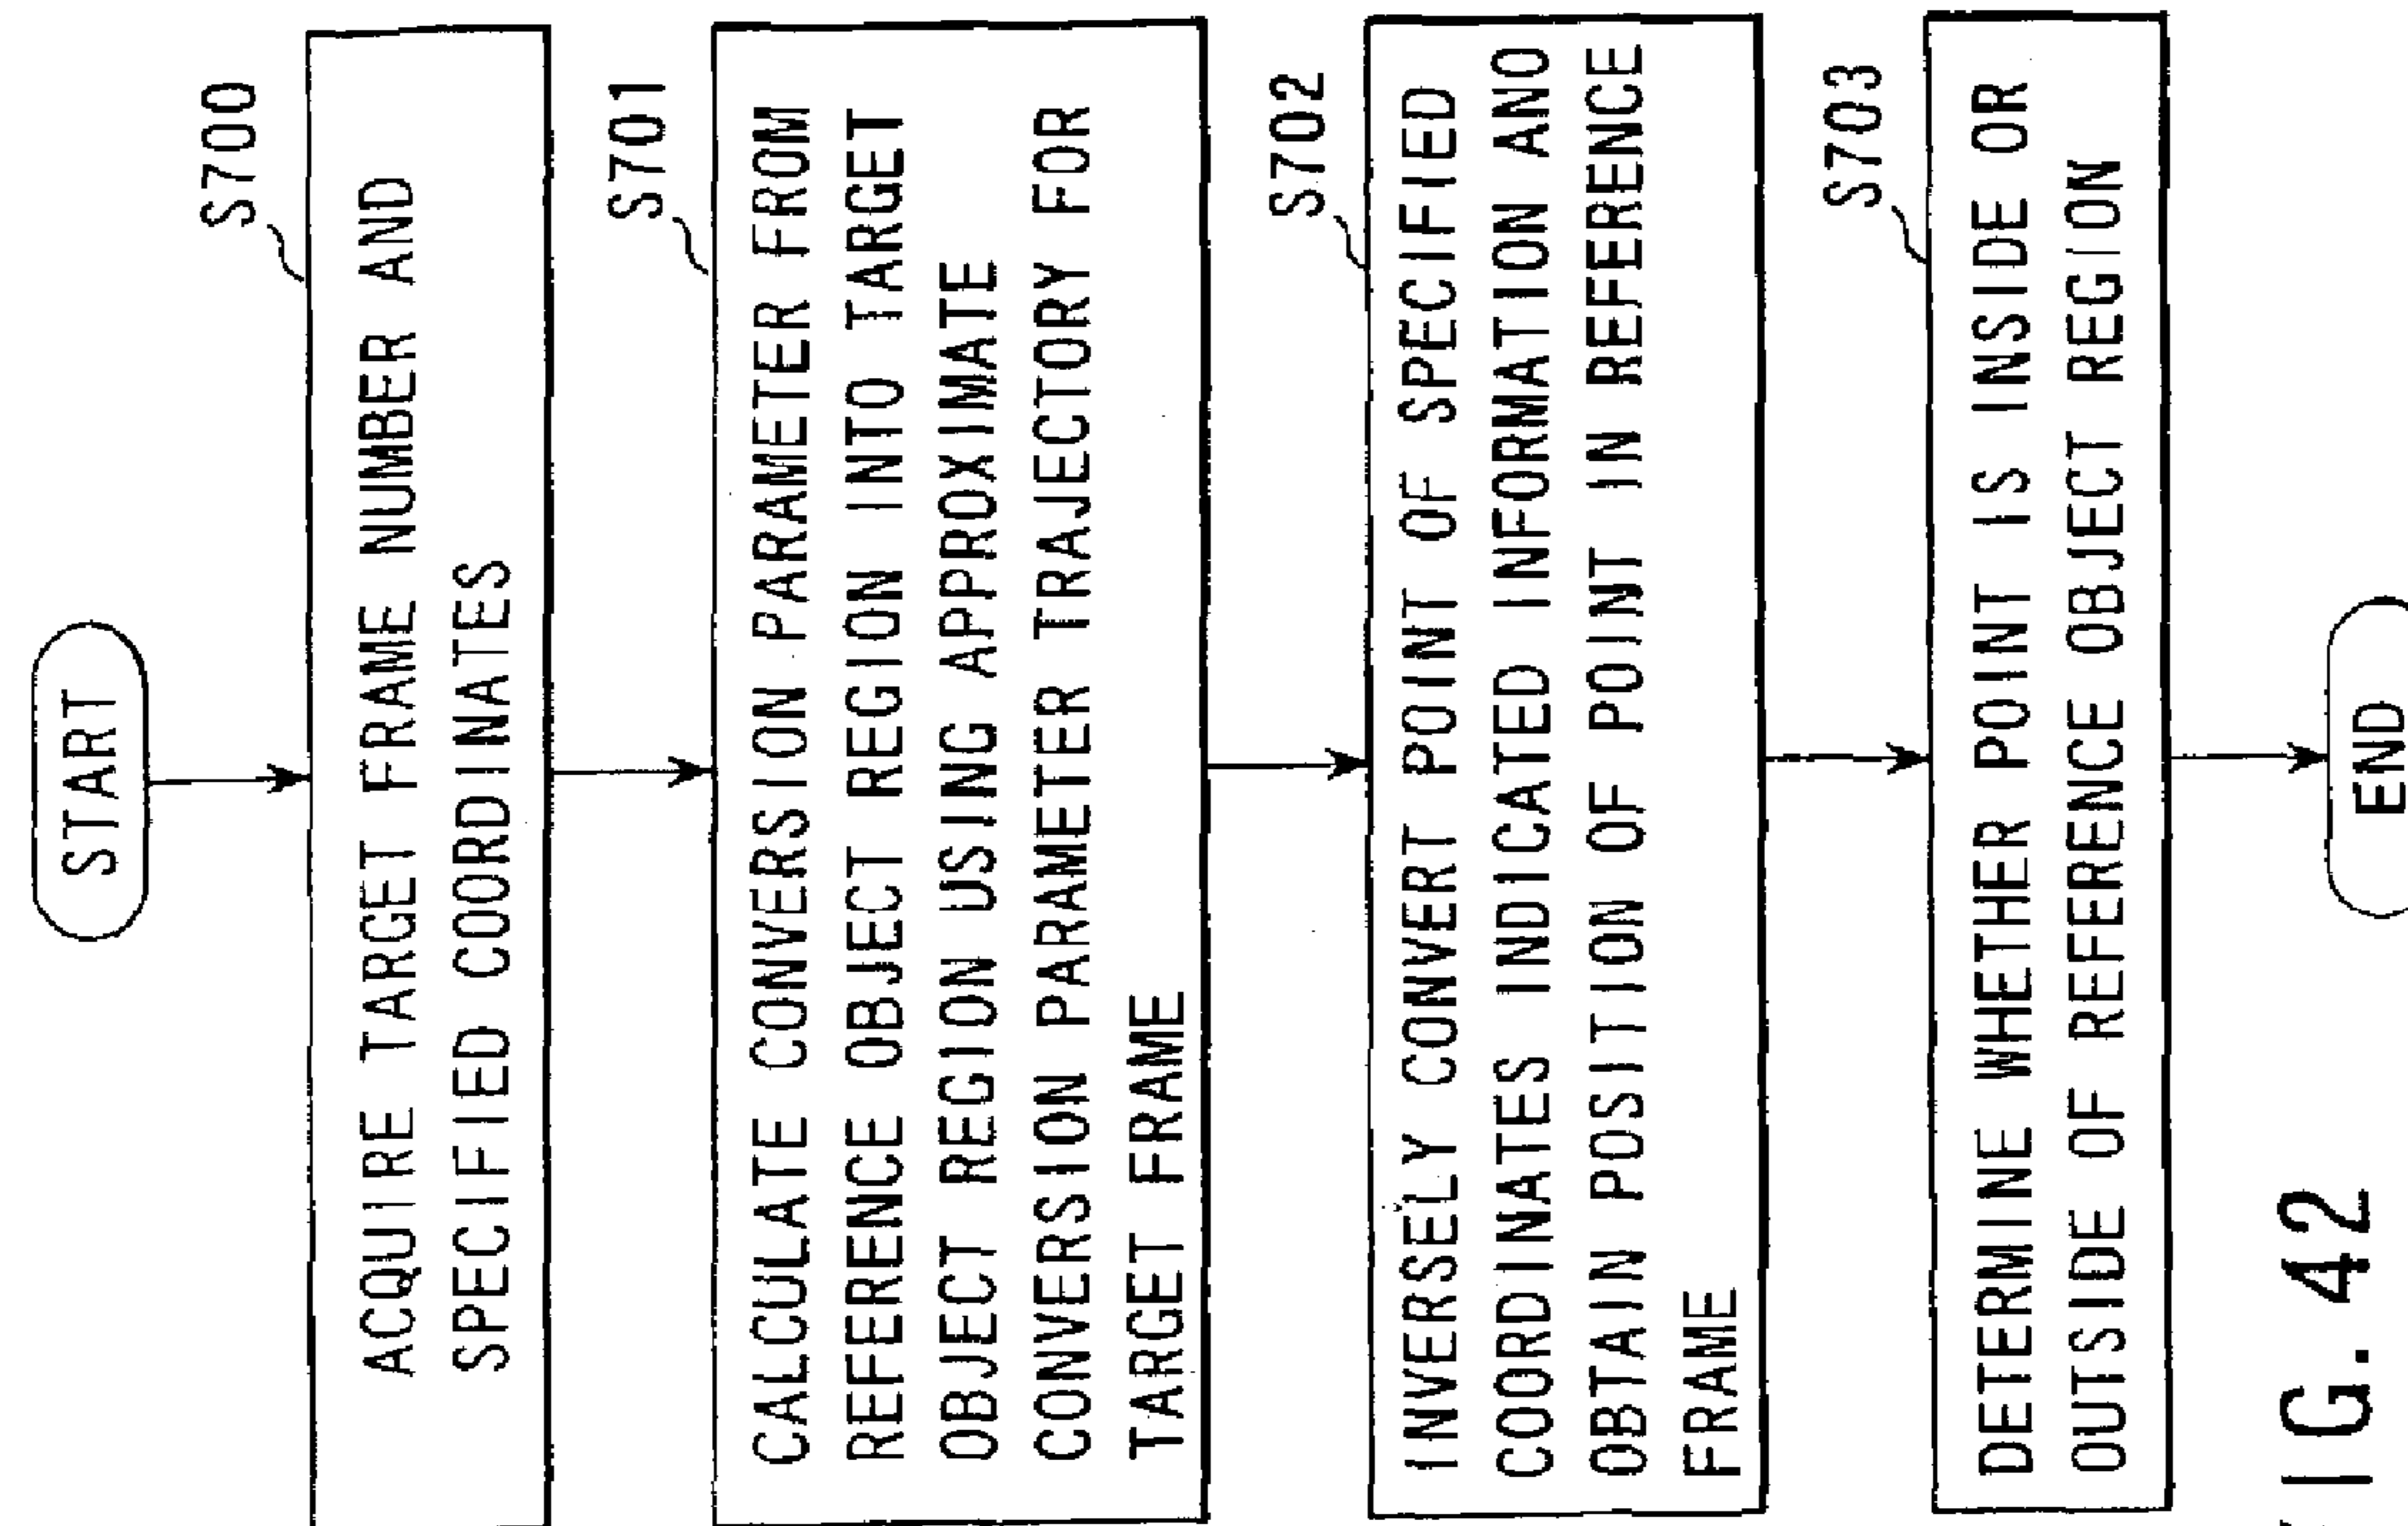 START
S700
ACQUIRE TARGET FRAME NUMBER AND
SPECIFIED COORDINATES
S701
CALCULATE CONVERSION PARAMETER FROM
REFERENCE OBJECT REGION INTO TARGET
OBJECT REGION USING APPROXIMATE
CONVERSION PARAMETER TRAJECTORY FOR
TARGET FRAME
S702
INVERSELY CONVERT POINT OF SPECIFIED
COORDINATES INDICATED INFORMATION AND
OBTAIN POSITION OF POINT IN REFERENCE
FRAME
S703
DETERMINE WHETHER POINT IS INSIDE OR
OUTSIDE OF REFERENCE OBJECT REGION
END
IG. 42